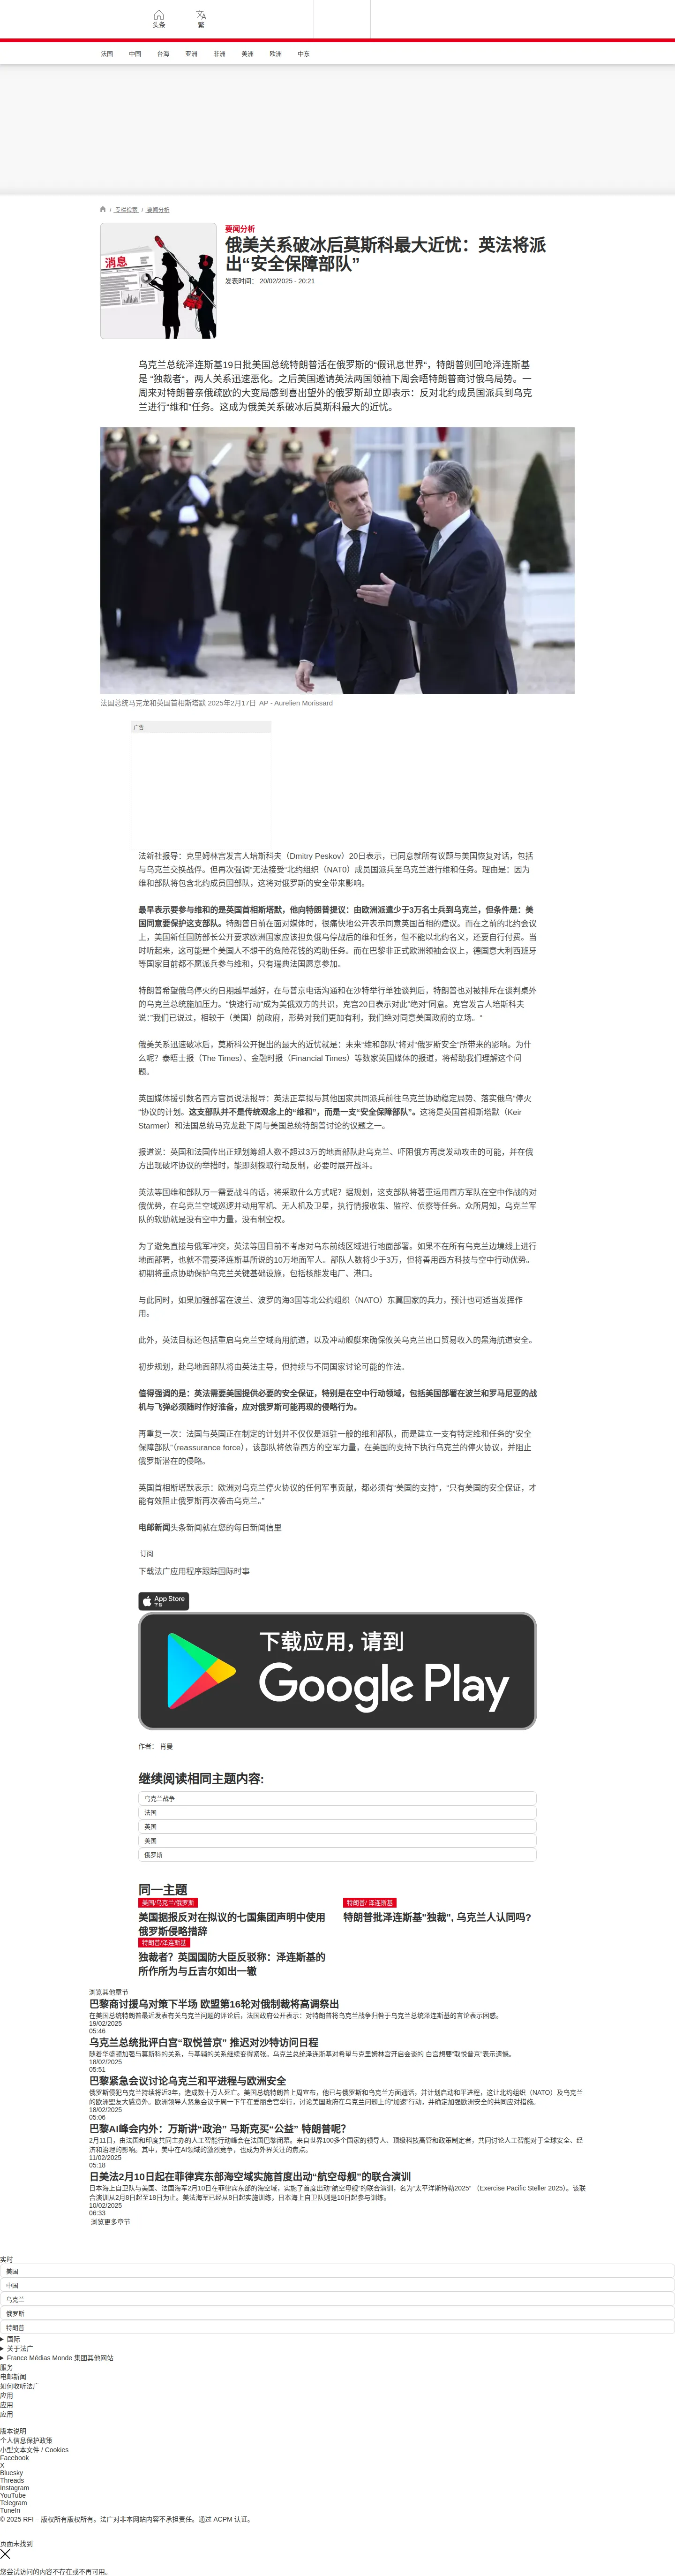 头条
繁
法国
中国
台海
亚洲
非洲
美洲
欧洲
中东
/ 专栏检索 / 要闻分析
消息
要闻分析
俄美关系破冰后莫斯科最大近忧：英法将派
出“安全保障部队”
发表时间： 20/02/2025 - 20:21
乌克兰总统泽连斯基19日批美国总统特朗普活在俄罗斯的“假讯息世界“，特朗普则回呛泽连斯基
是 “独裁者“，两人关系迅速恶化。之后美国邀请英法两国领袖下周会晤特朗普商讨俄乌局势。一
周来对特朗普亲俄疏欧的大变局感到喜出望外的俄罗斯却立即表示：反对北约成员国派兵到乌克
兰进行“维和”任务。这成为俄美关系破冰后莫斯科最大的近忧。
法国总统马克龙和英国首相斯塔默 2025年2月17日 AP - Aurelien Morissard
广告
法新社报导：克里姆林宫发言人培斯科夫（Dmitry Peskov）20日表示，已同意就所有议题与美国恢复对话，包括
与乌克兰交换战俘。但再次强调“无法接受“北约组织（NAT0）成员国派兵至乌克兰进行维和任务。理由是：因为
维和部队将包含北约成员国部队，这将对俄罗斯的安全带来影响。
最早表示要参与维和的是英国首相斯塔默，他向特朗普提议：由欧洲派遣少于3万名士兵到乌克兰，但条件是：美
国同意要保护这支部队。特朗普日前在面对媒体时，很痛快地公开表示同意英国首相的建议。而在之前的北约会议
上，美国新任国防部长公开要求欧洲国家应该担负俄乌停战后的维和任务，但不能以北约名义，还要自行付费。当
时听起来，这可能是个美国人不想干的危险花钱的鸡肋任务。而在巴黎非正式欧洲领袖会议上，德国意大利西班牙
等国家目前都不愿派兵参与维和，只有瑞典法国愿意参加。
特朗普希望俄乌停火的日期越早越好，在与普京电话沟通和在沙特举行单独谈判后，特朗普也对被排斥在谈判桌外
的乌克兰总统施加压力。“快速行动“成为美俄双方的共识，克宫20日表示对此“绝对“同意。克宫发言人培斯科夫
说：”我们已说过，相较于（美国）前政府，形势对我们更加有利，我们绝对同意美国政府的立场。“
俄美关系迅速破冰后，莫斯科公开提出的最大的近忧就是：未来“维和部队“将对“俄罗斯安全“所带来的影响。为什
么呢？泰晤士报（The Times）、金融时报（Financial Times）等数家英国媒体的报道，将帮助我们理解这个问
题。
英国媒体援引数名西方官员说法报导：英法正草拟与其他国家共同派兵前往乌克兰协助稳定局势、落实俄乌”停火
“协议的计划。这支部队并不是传统观念上的“维和”，而是一支“安全保障部队”。这将是英国首相斯塔默（Keir
Starmer）和法国总统马克龙赴下周与美国总统特朗普讨论的议题之一。
报道说：英国和法国传出正规划筹组人数不超过3万的地面部队赴乌克兰、吓阻俄方再度发动攻击的可能，并在俄
方出现破坏协议的举措时，能即刻採取行动反制，必要时展开战斗。
英法等国维和部队万一需要战斗的话，将采取什么方式呢？据规划，这支部队将著重运用西方军队在空中作战的对
俄优势，在乌克兰空域巡逻并动用军机、无人机及卫星，执行情报收集、监控、侦察等任务。众所周知，乌克兰军
队的软肋就是没有空中力量，没有制空权。
为了避免直接与俄军冲突，英法等国目前不考虑对乌东前线区域进行地面部署。如果不在所有乌克兰边境线上进行
地面部署，也就不需要泽连斯基所说的10万地面军人。部队人数将少于3万，但将善用西方科技与空中行动优势。
初期将重点协助保护乌克兰关键基础设施，包括核能发电厂、港口。
与此同时，如果加强部署在波兰、波罗的海3国等北公约组织（NATO）东翼国家的兵力，预计也可适当发挥作
用。
此外，英法目标还包括重启乌克兰空域商用航道，以及冲动舰艇来确保攸关乌克兰出口贸易收入的黑海航道安全。
初步规划，赴乌地面部队将由英法主导，但持续与不同国家讨论可能的作法。
值得强调的是：英法需要美国提供必要的安全保证，特别是在空中行动领域，包括美国部署在波兰和罗马尼亚的战
机与飞弹必须随时作好淮备，应对俄罗斯可能再现的侵略行为。
再重复一次：法国与英国正在制定的计划并不仅仅是派驻一般的维和部队，而是建立一支有特定维和任务的“安全
保障部队“（reassurance force），该部队将依靠西方的空军力量，在美国的支持下执行乌克兰的停火协议，并阻止
俄罗斯潜在的侵略。
英国首相斯塔默表示：欧洲对乌克兰停火协议的任何军事贡献，都必须有“美国的支持“，“只有美国的安全保证，才
能有效阻止俄罗斯再次袭击乌克兰。”
电邮新闻头条新闻就在您的每日新闻信里
订阅
下载法广应用程序跟踪国际时事
App Store
下载
下载应用，请到
Google Play
作者： 肖曼
继续阅读相同主题内容:
乌克兰战争
法国
英国
美国
俄罗斯
同一主题
美国/乌克兰/俄罗斯
美国据报反对在拟议的七国集团声明中使用
俄罗斯侵略措辞
特朗普/ 泽连斯基
特朗普批泽连斯基"独裁", 乌克兰人认同吗?
特朗普/泽连斯基
独裁者？英国国防大臣反驳称：泽连斯基的
所作所为与丘吉尔如出一辙
浏览其他章节
巴黎商讨援乌对策下半场 欧盟第16轮对俄制裁将高调祭出
在美国总统特朗普最近发表有关乌克兰问题的评论后，法国政府公开表示：对特朗普将乌克兰战争归咎于乌克兰总统泽连斯基的言论表示困惑。
19/02/2025
05:46
乌克兰总统批评白宫“取悦普京” 推迟对沙特访问日程
随着华盛顿加强与莫斯科的关系，与基辅的关系继续变得紧张。乌克兰总统泽连斯基对希望与克里姆林宫开启会谈的 白宫想要“取悦普京”表示遗憾。
18/02/2025
05:51
巴黎紧急会议讨论乌克兰和平进程与欧洲安全
俄罗斯侵犯乌克兰持续将近3年，造成数十万人死亡。美国总统特朗普上周宣布，他已与俄罗斯和乌克兰方面通话，并计划启动和平进程，这让北约组织（NATO）及乌克兰
的欧洲盟友大感意外。欧洲领导人紧急会议于周一下午在爱丽舍宫举行，讨论美国政府在乌克兰问题上的“加速”行动，并确定加强欧洲安全的共同应对措施。
18/02/2025
05:06
巴黎AI峰会内外：万斯讲“政治” 马斯克买“公益” 特朗普呢?
2月11日，由法国和印度共同主办的人工智能行动峰会在法国巴黎闭幕。来自世界100多个国家的领导人、顶级科技高管和政策制定者，共同讨论人工智能对于全球安全、经
济和治理的影响。其中，美中在AI领域的激烈竞争，也成为外界关注的焦点。
11/02/2025
05:18
日美法2月10日起在菲律宾东部海空域实施首度出动“航空母舰”的联合演训
日本海上自卫队与美国、法国海军2月10日在菲律宾东部的海空域，实施了首度出动“航空母舰”的联合演训，名为“太平洋斯特勒2025” （Exercise Pacific Steller 2025）。该联
合演训从2月8日起至18日为止。美法海军已经从8日起实施训练，日本海上自卫队则是10日起参与训练。
10/02/2025
06:33
浏览更多章节
实时
美国
中国
乌克兰
俄罗斯
特朗普
国际
关于法广
France Médias Monde 集团其他网站
服务
电邮新闻
如何收听法广
应用
应用
应用
版本说明
个人信息保护政策
小型文本文件 / Cookies
Facebook
X
Bluesky
Threads
Instagram
YouTube
Telegram
TuneIn
© 2025 RFI – 版权所有版权所有。法广对非本网站内容不承担责任。通过 ACPM 认证。
页面未找到
您尝试访问的内容不存在或不再可用。